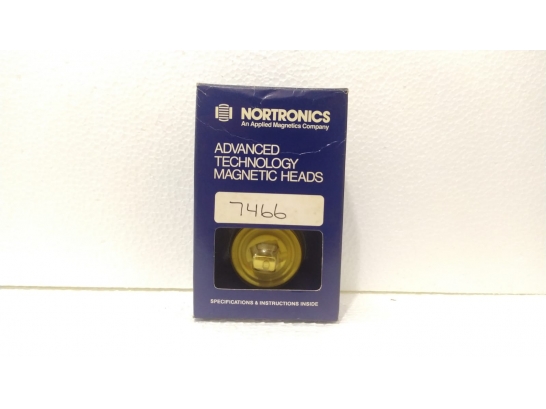 NORTRONICS
An Applied Magnetics Company
ADVANCED
TECHNOLOGY
MAGNETIC HEADS
7466
SPECIFICATIONS & INSTRUCTIONS INSIDE